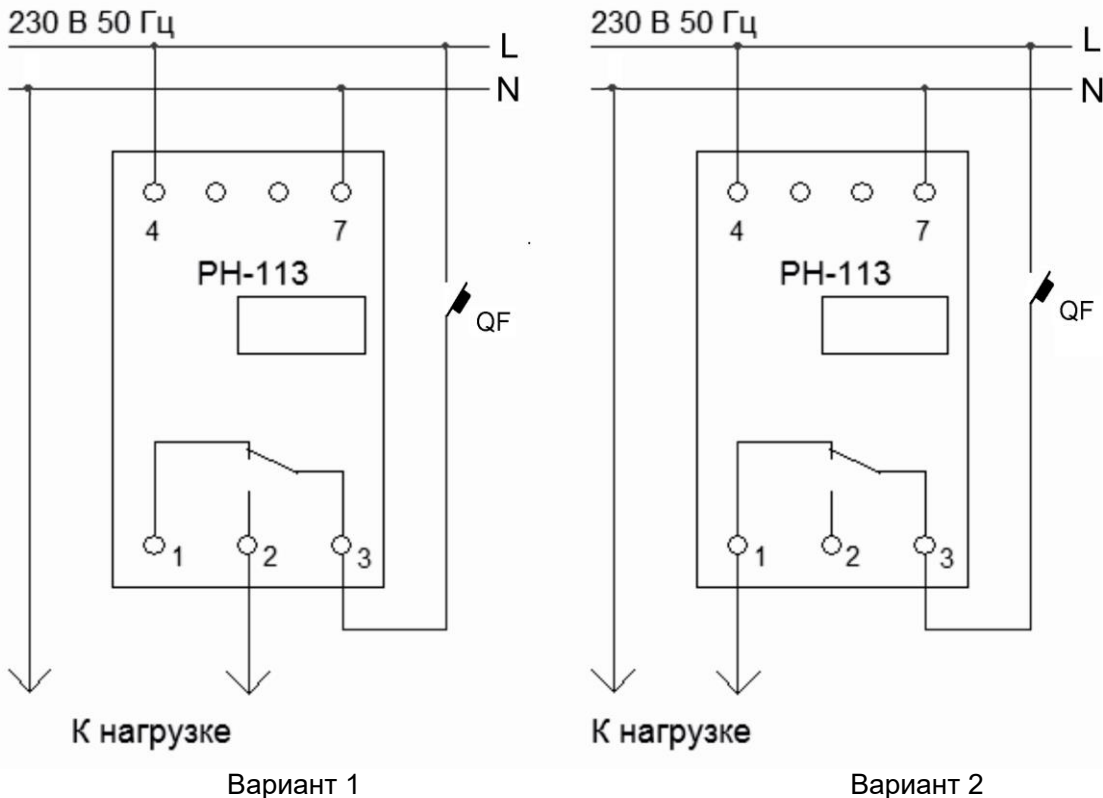 230 В 50 Гц
L
N
4
7
РН-113
QF
1
2
3
К нагрузке
Вариант 1
230 В 50 Гц
L
N
4
7
РН-113
QF
1
2
3
К нагрузке
Вариант 2